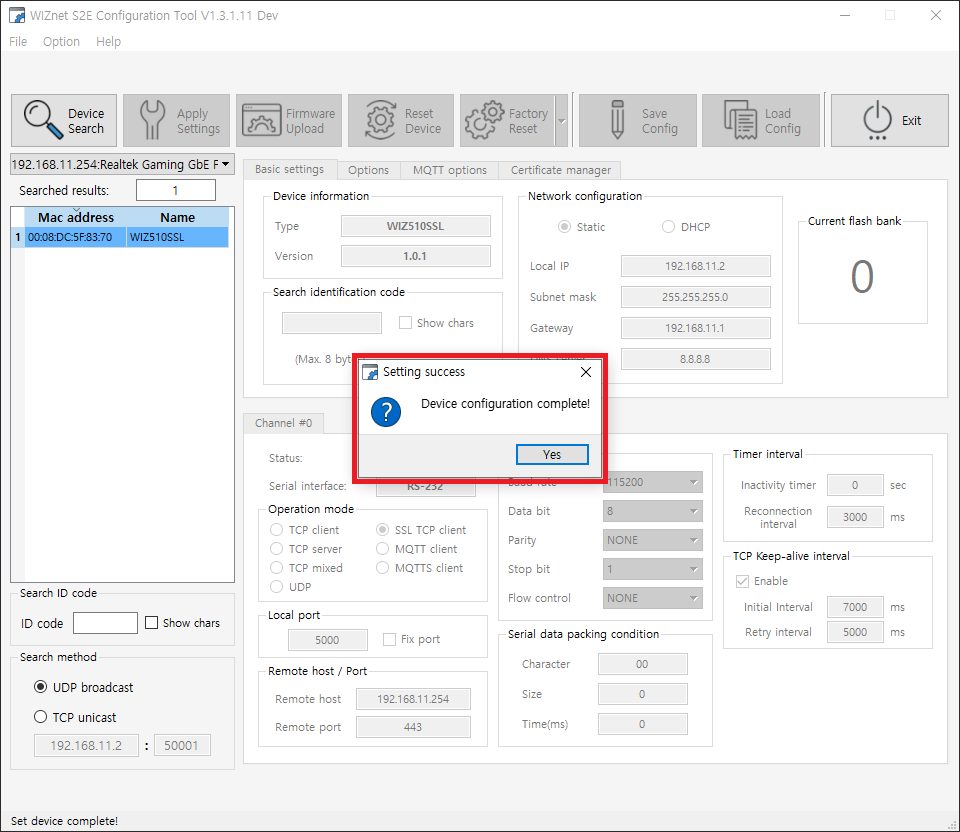 WIZnet S2E Configuration Tool V1.3.1.11 Dev
File Option Help
Device Search
Apply Settings
Firmware Upload
Reset Device
Factory Reset
Save Config
Load Config
Exit
192.168.11.254:Realtek Gaming GbE F
Searched results: 1
Mac address Name
1 00:08:DC:5F:83:70 WIZ510SSL
Search ID code
ID code Show chars
Search method
UDP broadcast
TCP unicast
192.168.11.2 : 50001
Basic settings Options MQTT options Certificate manager
Device information
Type WIZ510SSL
Version 1.0.1
Search identification code
Show chars
(Max. 8 byt
Network configuration
Static DHCP
Local IP 192.168.11.2
Subnet mask 255.255.255.0
Gateway 192.168.11.1
8.8.8.8
Current flash bank
0
Setting success
?
Device configuration complete!
Yes
Channel #0
Status:
Serial interface: RS-232
Operation mode
TCP client SSL TCP client
TCP server MQTT client
TCP mixed MQTTS client
UDP
Local port
5000 Fix port
Remote host / Port
Remote host 192.168.11.254
Remote port 443
Baud rate 115200
Data bit 8
Parity NONE
Stop bit 1
Flow control NONE
Serial data packing condition
Character 00
Size 0
Time(ms) 0
Timer interval
Inactivity timer 0 sec
Reconnection interval 3000 ms
TCP Keep-alive interval
Enable
Initial Interval 7000 ms
Retry interval 5000 ms
Set device complete!